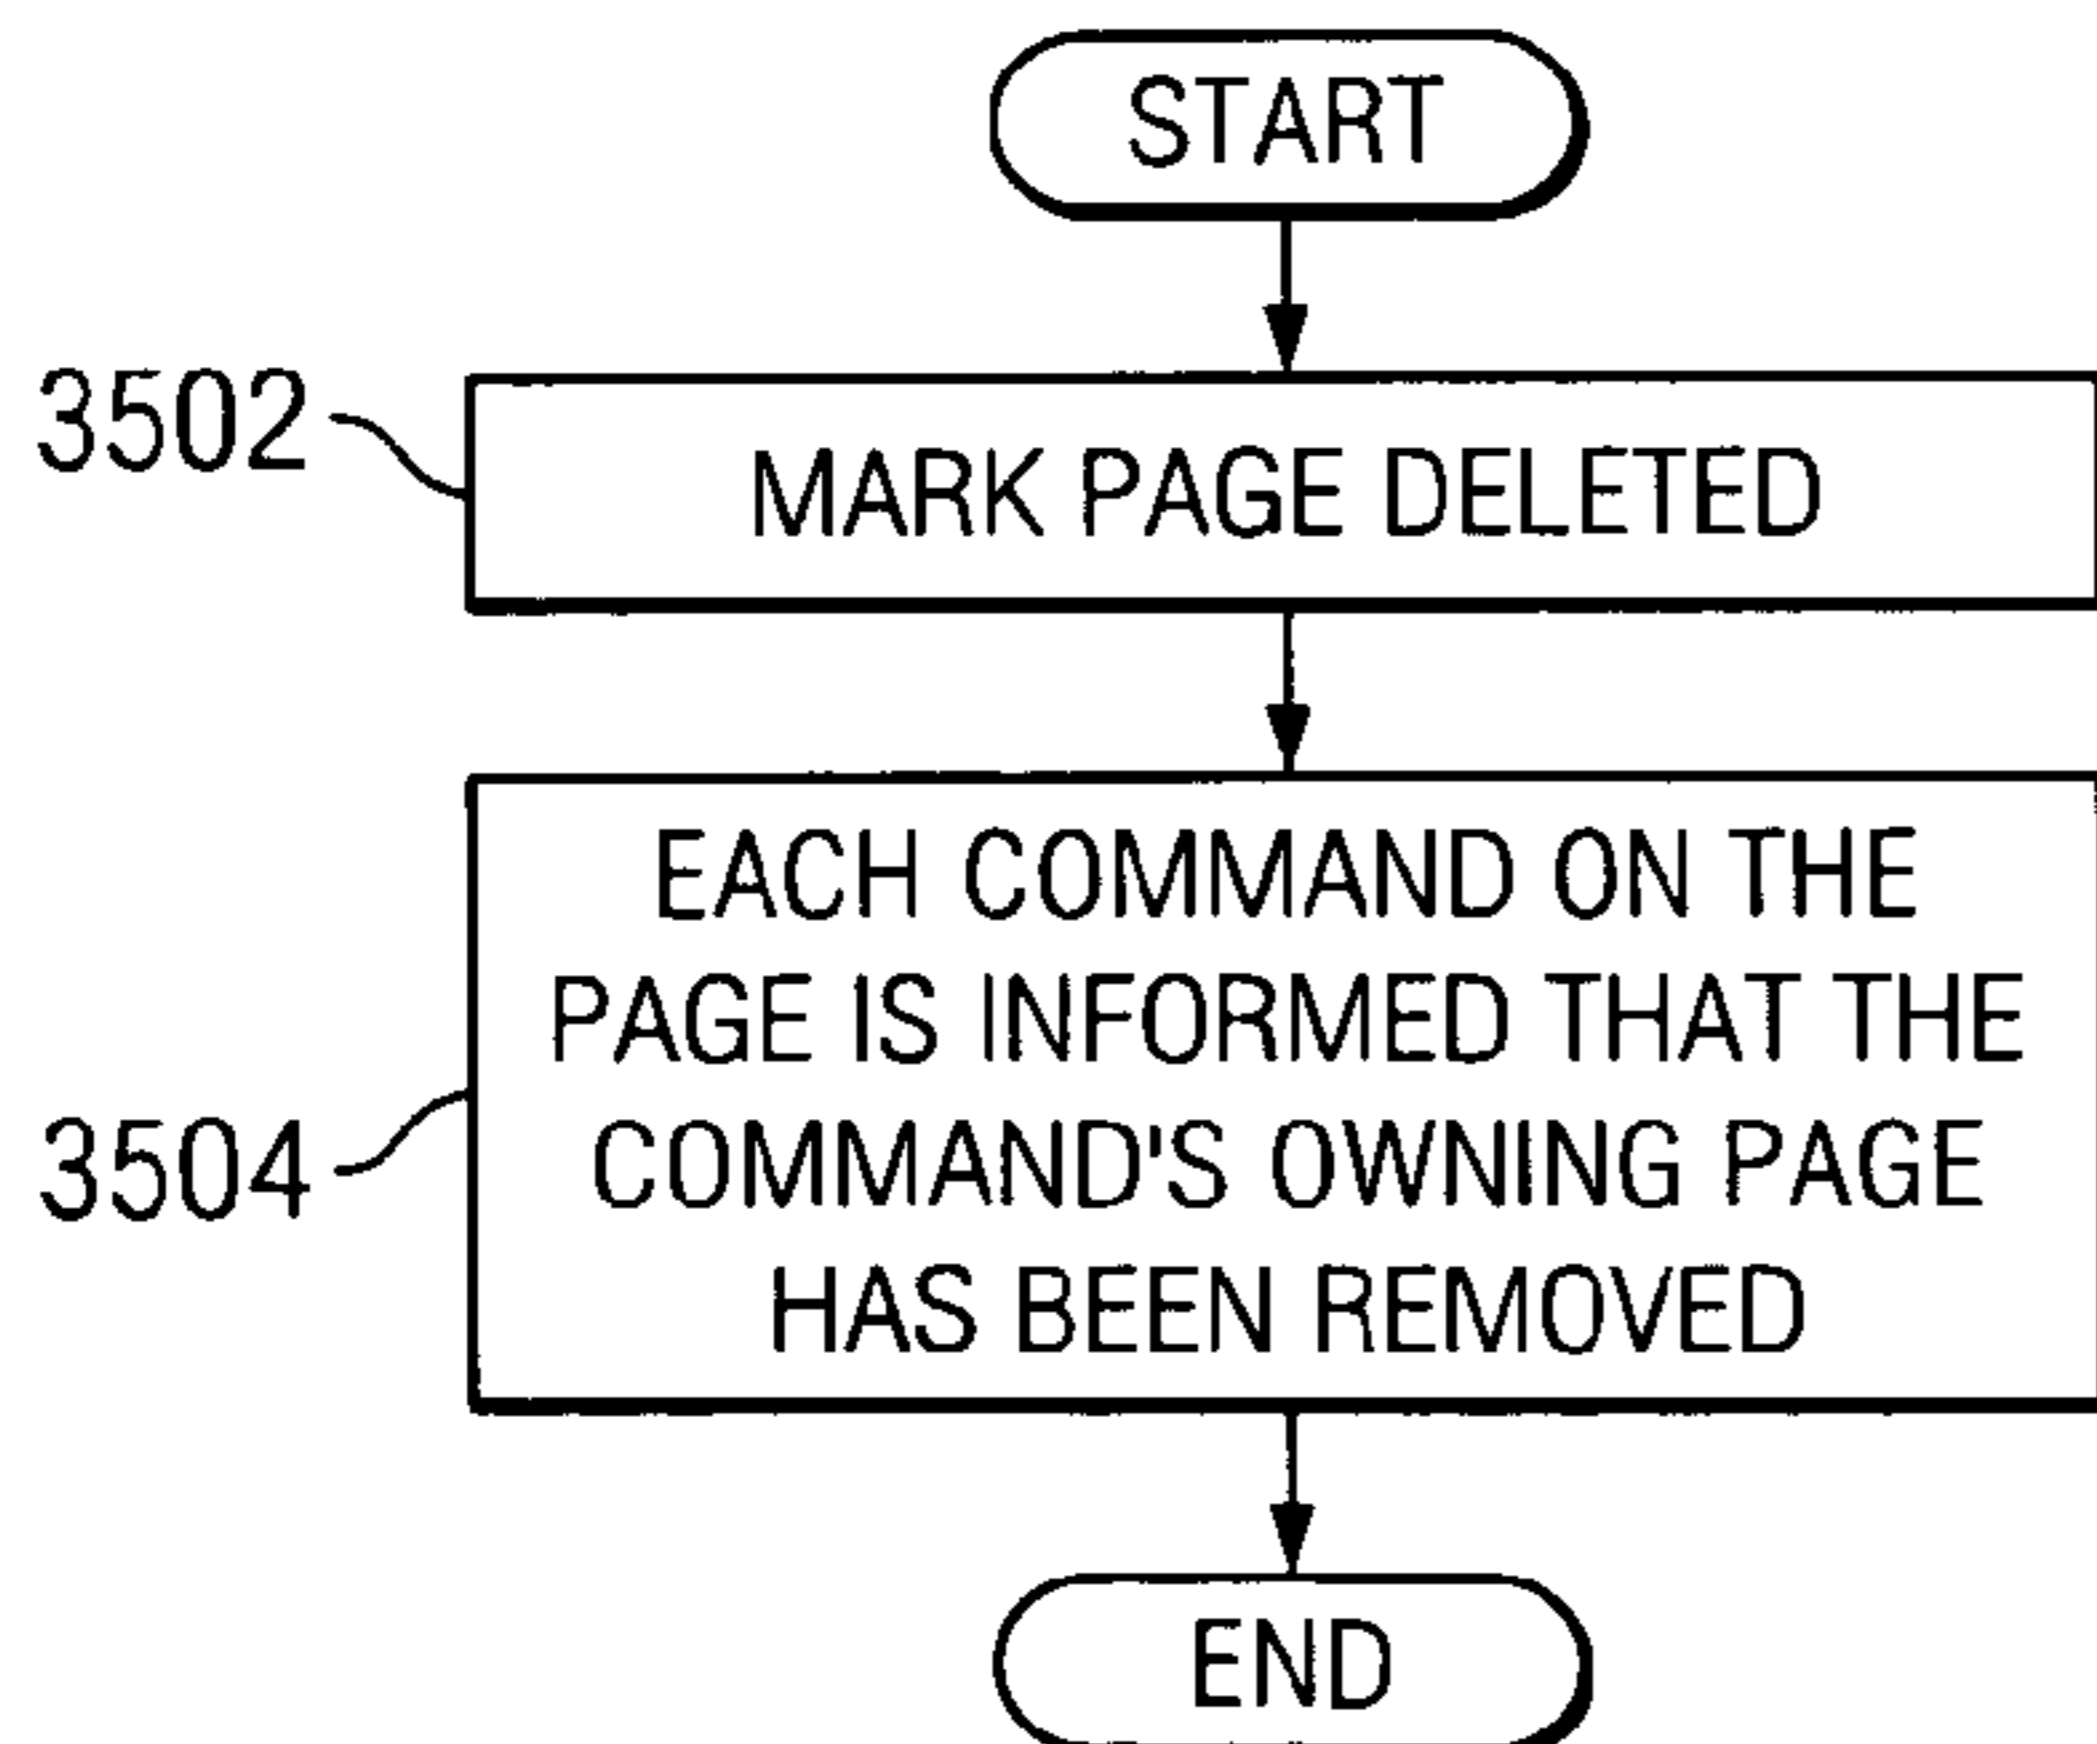 START
3502
MARK PAGE DELETED
EACH COMMAND ON THE
PAGE IS INFORMED THAT THE
3504
COMMAND'S OWNING PAGE
HAS BEEN REMOVED
END